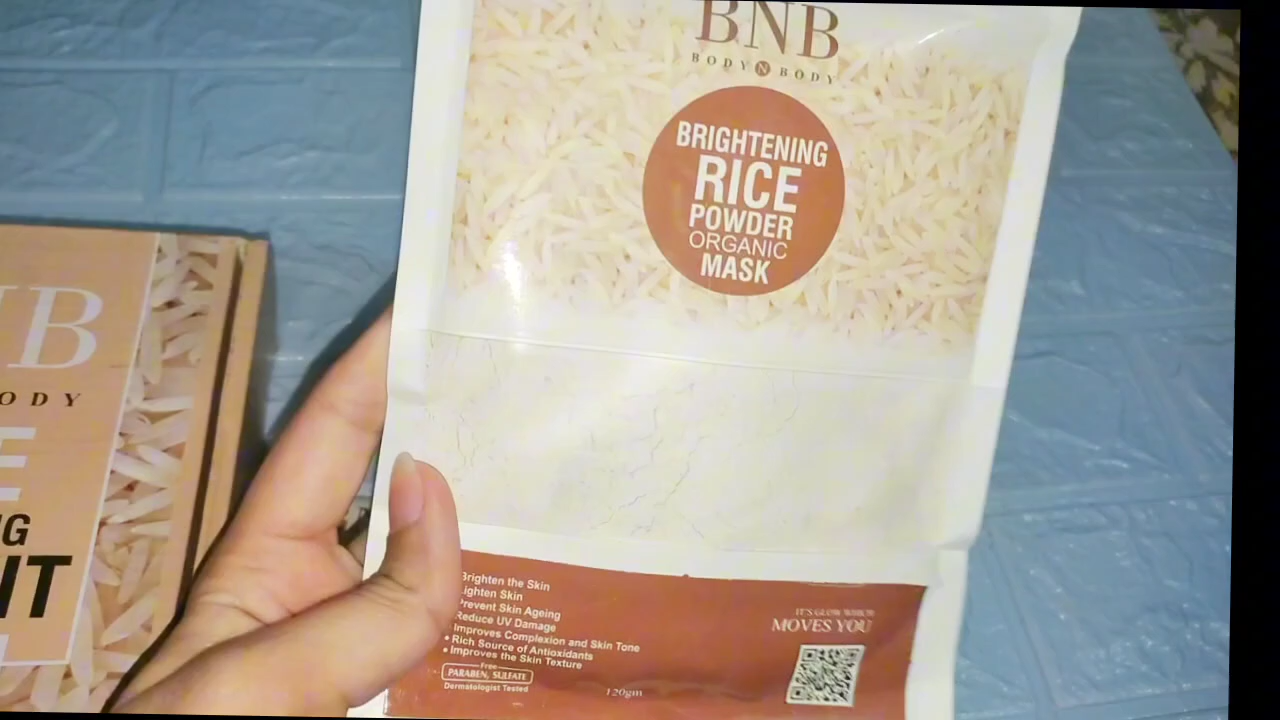 BNB
BODY N BODY
BRIGHTENING
RICE
POWDER
ORGANIC
MASK
Brighten the Skin
Lighten Skin
Prevent Skin Ageing
Reduce UV Damage
Improves Complexion and Skin Tone
• Rich Source of Antioxidants
• Improves the Skin Texture
Free
PARABEN, SULFATE
Dermatologist Tested
120gm
IT'S GLOW WHICH
MOVES YOU
B
ODY
E
G
IT